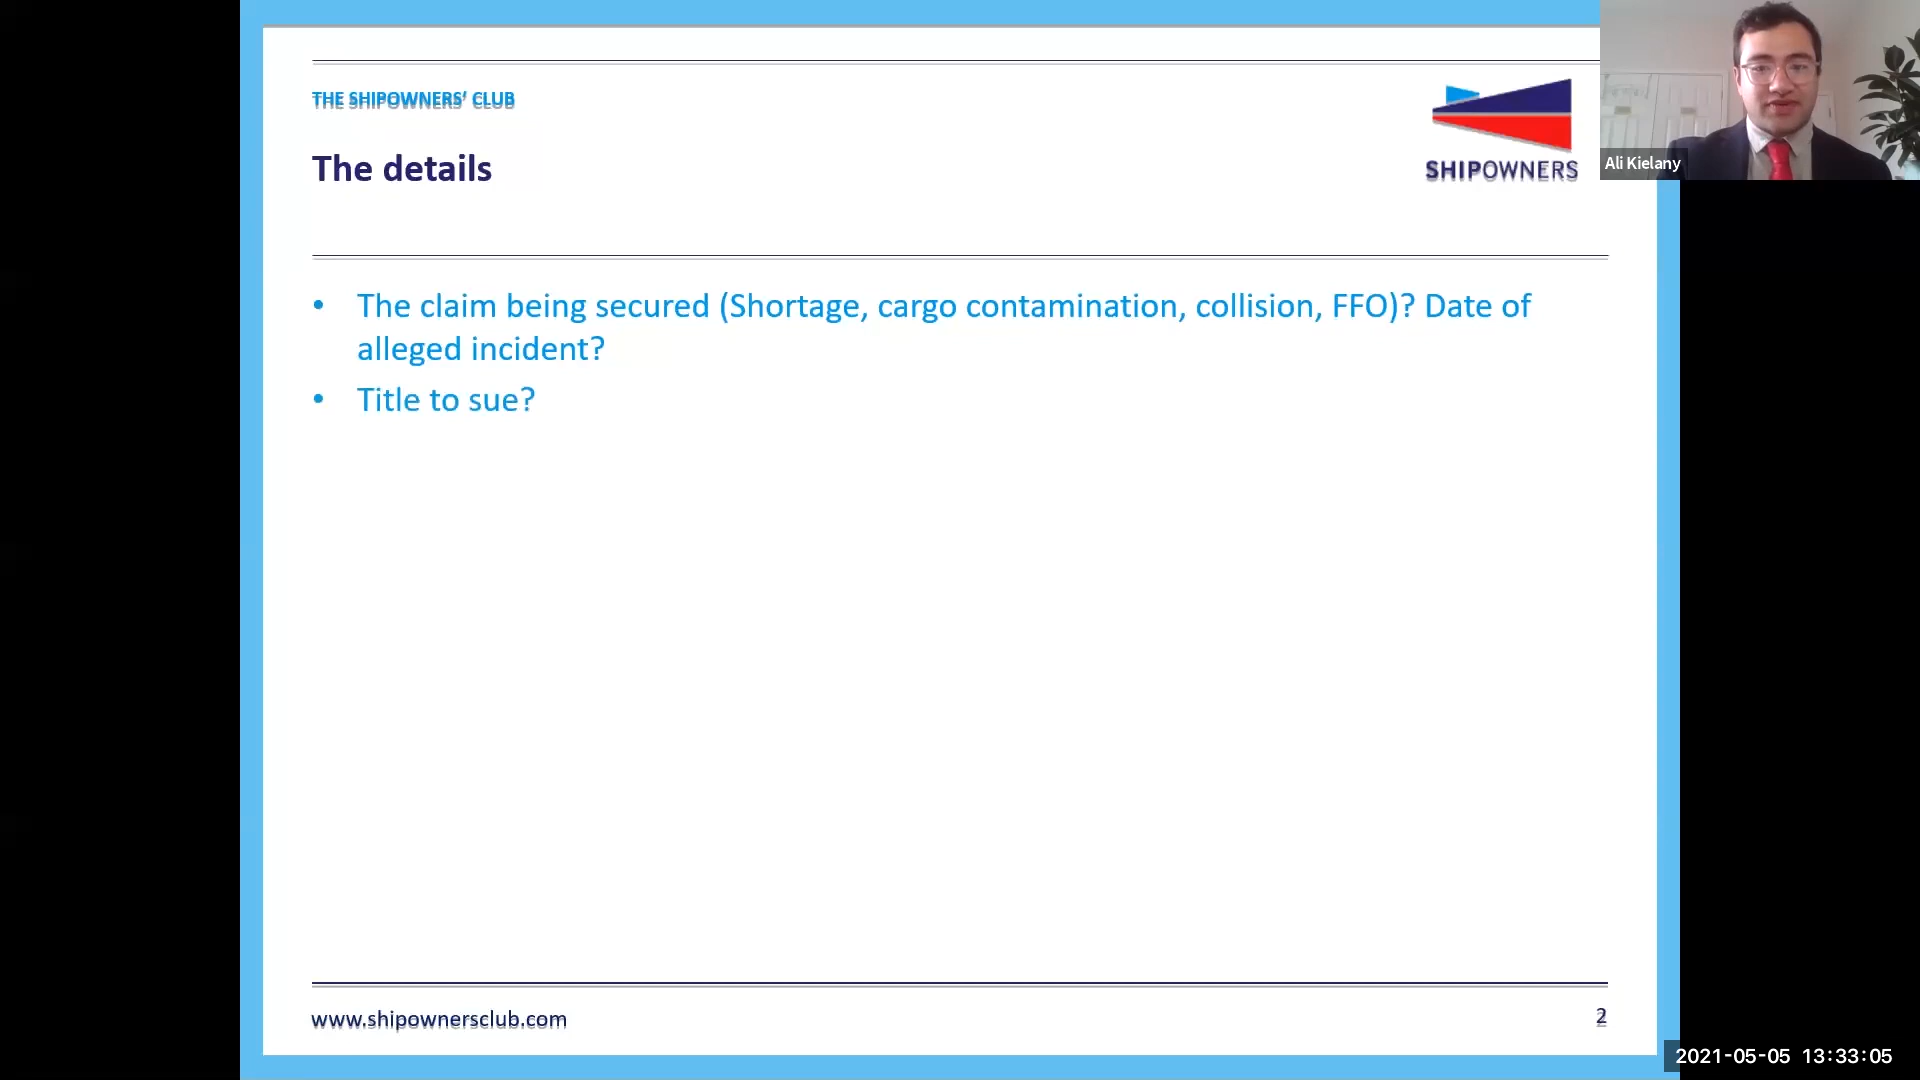 THE SHIPOWNERS' CLUB
The details
SHIPOWNERS
Ali Kielany
• The claim being secured (Shortage, cargo contamination, collision, FFO)? Date of
alleged incident?
• Title to sue?
www.shipownersclub.com
2
2021-05-05 13:33:05